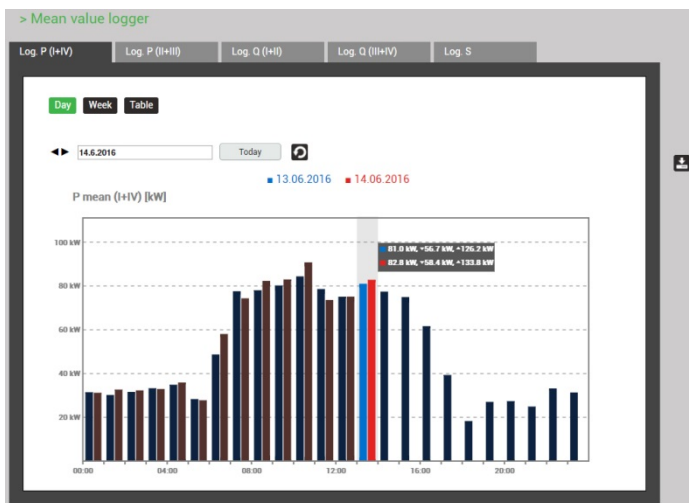 > Mean value logger
Log. P (I+IV) Log. P (II+III) Log. Q (I+II) Log. Q (III+IV) Log. S
Day Week Table
14.6.2016 Today
13.06.2016 14.06.2016
P mean (I+IV) [kW]
100 kW
81.0 kW, 56.7 kW, 126.2 kW
82.8 kW, 58.4 kW, 133.8 kW
80 kW
60 kW
40 kW
20 kW
00:00 04:00 08:00 12:00 16:00 20:00